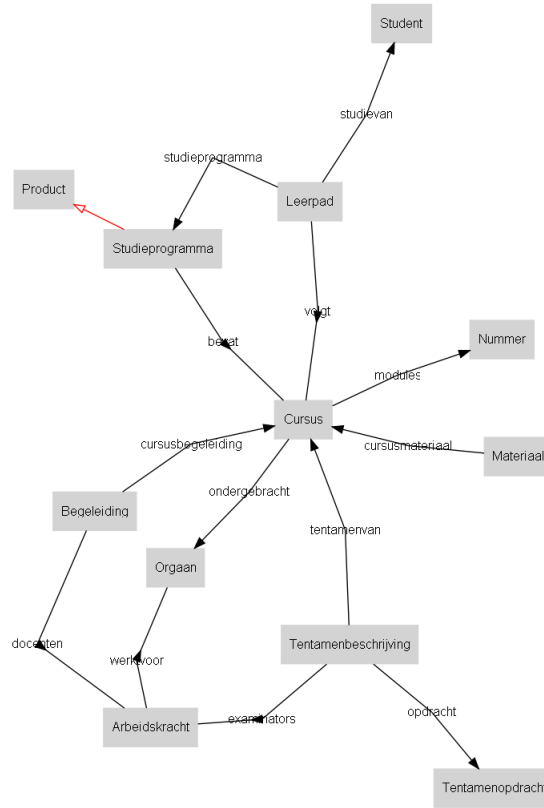 Student
studievan
studieprogramma
Product
Leerpad
Studieprogramma
volgt
bevat
Nummer
modules
Cursus
cursusbegeleiding
cursusmateriaal
Materiaal
ondergebracht
Begeleiding
tentamenvan
Orgaan
docenten
werktvoor
Tentamenbeschrijving
opdracht
Arbeidskracht
examinators
Tentamenopdracht